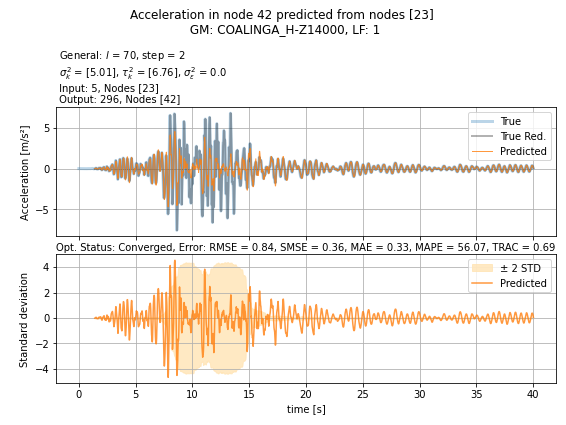 Acceleration in node 42 predicted from nodes [23]
GM: COALINGA_H-Z14000, LF: 1
General: l = 70, step = 2
σ²ₖ = [5.01], τ²ₖ = [6.76], σ²ε = 0.0
Input: 5, Nodes [23]
Output: 296, Nodes [42]
Acceleration [m/s²]
5
0
−5
True
True Red.
Predicted
Opt. Status: Converged, Error: RMSE = 0.84, SMSE = 0.36, MAE = 0.33, MAPE = 56.07, TRAC = 0.69
Standard deviation
4
2
0
−2
−4
± 2 STD
Predicted
0 5 10 15 20 25 30 35 40
time [s]